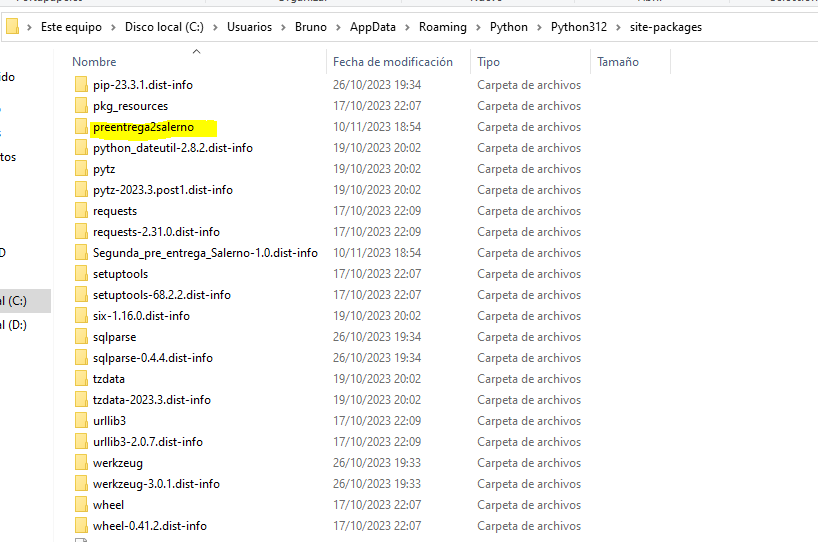 Este equipo > Disco local (C:) > Usuarios > Bruno > AppData > Roaming > Python > Python312 > site-packages
Nombre Fecha de modificación Tipo Tamaño
pip-23.3.1.dist-info 26/10/2023 19:34 Carpeta de archivos
pkg_resources 17/10/2023 22:07 Carpeta de archivos
preentrega2salerno 10/11/2023 18:54 Carpeta de archivos
python_dateutil-2.8.2.dist-info 19/10/2023 20:02 Carpeta de archivos
pytz 19/10/2023 20:02 Carpeta de archivos
pytz-2023.3.post1.dist-info 19/10/2023 20:02 Carpeta de archivos
requests 17/10/2023 22:09 Carpeta de archivos
requests-2.31.0.dist-info 17/10/2023 22:09 Carpeta de archivos
Segunda_pre_entrega_Salerno-1.0.dist-info 10/11/2023 18:54 Carpeta de archivos
setuptools 17/10/2023 22:07 Carpeta de archivos
setuptools-68.2.2.dist-info 17/10/2023 22:07 Carpeta de archivos
six-1.16.0.dist-info 19/10/2023 20:02 Carpeta de archivos
sqlparse 26/10/2023 19:34 Carpeta de archivos
sqlparse-0.4.4.dist-info 26/10/2023 19:34 Carpeta de archivos
tzdata 19/10/2023 20:02 Carpeta de archivos
tzdata-2023.3.dist-info 19/10/2023 20:02 Carpeta de archivos
urllib3 17/10/2023 22:09 Carpeta de archivos
urllib3-2.0.7.dist-info 17/10/2023 22:09 Carpeta de archivos
werkzeug 26/10/2023 19:33 Carpeta de archivos
werkzeug-3.0.1.dist-info 26/10/2023 19:33 Carpeta de archivos
wheel 17/10/2023 22:07 Carpeta de archivos
wheel-0.41.2.dist-info 17/10/2023 22:07 Carpeta de archivos
ido
tos
D
al (C:)
al (D:)